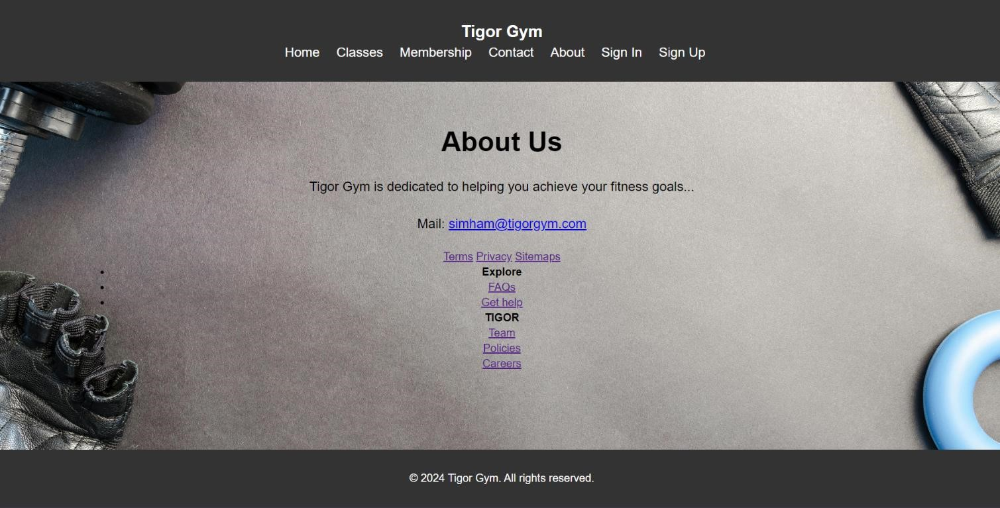 Tigor Gym
Home Classes Membership Contact About Sign In Sign Up
About Us
Tigor Gym is dedicated to helping you achieve your fitness goals...
Mail: simham@tigorgym.com
Terms Privacy Sitemaps
Explore
FAQs
Get help
TIGOR
Team
Policies
Careers
© 2024 Tigor Gym. All rights reserved.